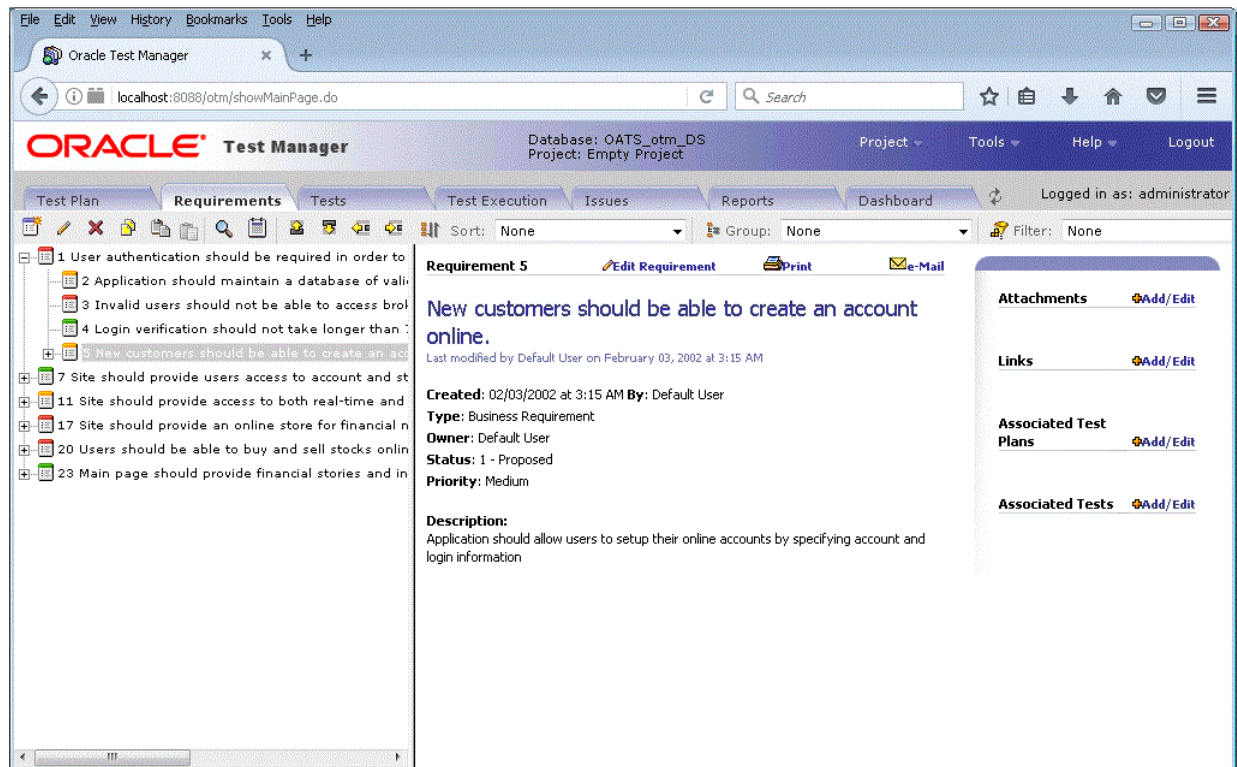 File Edit View History Bookmarks Tools Help
Oracle Test Manager × +
localhost:8088/otm/showMainPage.do Search
ORACLE Test Manager
Database: OATS_otm_DS
Project: Empty Project
Project Tools Help Logout
Test Plan Requirements Tests Test Execution Issues Reports Dashboard Logged in as: administrator
Sort: None Group: None Filter: None
1 User authentication should be required in order to
2 Application should maintain a database of
3 Invalid users should not be able to access
4 Login verification should not take longer than
5 New customers should be able to create an
7 Site should provide users access to account and
11 Site should provide access to both real-time and
17 Site should provide an online store for financial
20 Users should be able to buy and sell stocks
23 Main page should provide financial stories and
Requirement 5 Edit Requirement Print e-Mail
New customers should be able to create an account
online.
Last modified by Default User on February 03, 2002 at 3:15 AM
Created: 02/03/2002 at 3:15 AM By: Default User
Type: Business Requirement
Owner: Default User
Status: 1 - Proposed
Priority: Medium
Description:
Application should allow users to setup their online accounts by specifying account and
login information
Attachments Add/Edit
Links Add/Edit
Associated Test
Plans Add/Edit
Associated Tests Add/Edit